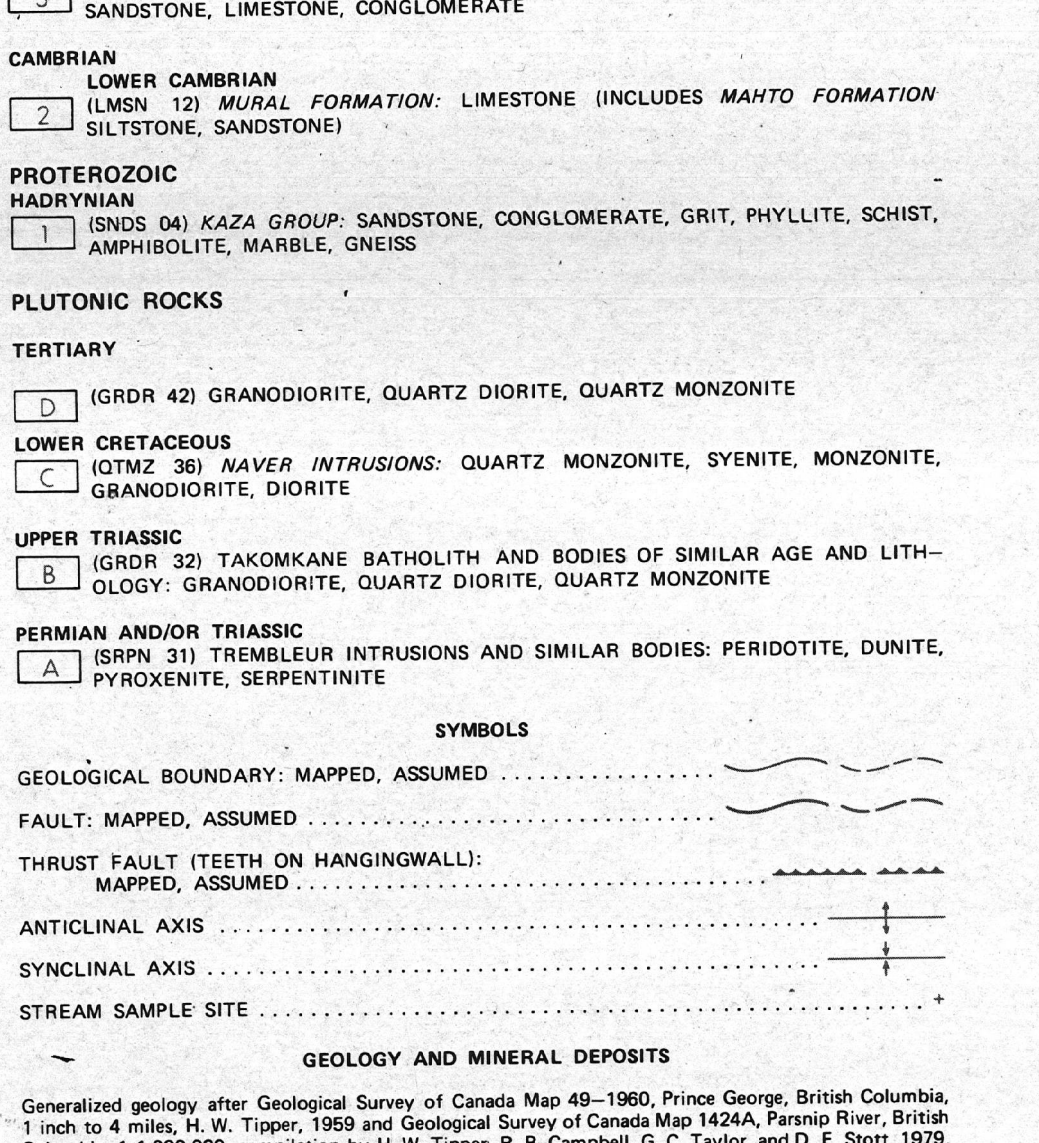 SANDSTONE, LIMESTONE, CONGLOMERATE
CAMBRIAN
LOWER CAMBRIAN
2 (LMSN 12) MURAL FORMATION: LIMESTONE (INCLUDES MAHTO FORMATION
SILTSTONE, SANDSTONE)
PROTEROZOIC
HADRYNIAN
1 (SNDS 04) KAZA GROUP: SANDSTONE, CONGLOMERATE, GRIT, PHYLLITE, SCHIST,
AMPHIBOLITE, MARBLE, GNEISS
PLUTONIC ROCKS
TERTIARY
D (GRDR 42) GRANODIORITE, QUARTZ DIORITE, QUARTZ MONZONITE
LOWER CRETACEOUS
C (QTMZ 36) NAVER INTRUSIONS: QUARTZ MONZONITE, SYENITE, MONZONITE,
GRANODIORITE, DIORITE
UPPER TRIASSIC
B (GRDR 32) TAKOMKANE BATHOLITH AND BODIES OF SIMILAR AGE AND LITH–
OLOGY: GRANODIORITE, QUARTZ DIORITE, QUARTZ MONZONITE
PERMIAN AND/OR TRIASSIC
A (SRPN 31) TREMBLEUR INTRUSIONS AND SIMILAR BODIES: PERIDOTITE, DUNITE,
PYROXENITE, SERPENTINITE
SYMBOLS
GEOLOGICAL BOUNDARY: MAPPED, ASSUMED . . . . . . . . . . . . . . . . .
FAULT: MAPPED, ASSUMED . . . . . . . . . . . . . . . . . . . . . . . . . . . . . . . .
THRUST FAULT (TEETH ON HANGINGWALL):
MAPPED, ASSUMED . . . . . . . . . . . . . . . . . . . . . . . . . . . . . . . . . . . . .
ANTICLINAL AXIS . . . . . . . . . . . . . . . . . . . . . . . . . . . . . . . . . . . . . . . . . . . . . . .
SYNCLINAL AXIS . . . . . . . . . . . . . . . . . . . . . . . . . . . . . . . . . . . . . . . . . . . . . . . .
STREAM SAMPLE SITE . . . . . . . . . . . . . . . . . . . . . . . . . . . . . . . . . . . . . . . . . . . . . . . . . . . +
GEOLOGY AND MINERAL DEPOSITS
Generalized geology after Geological Survey of Canada Map 49–1960, Prince George, British Columbia,
1 inch to 4 miles, H. W. Tipper, 1959 and Geological Survey of Canada Map 1424A, Parsnip River, British
H. W. Tipper, R. B. Campbell, G. C. Taylor, and D. F. Stott, 1979.